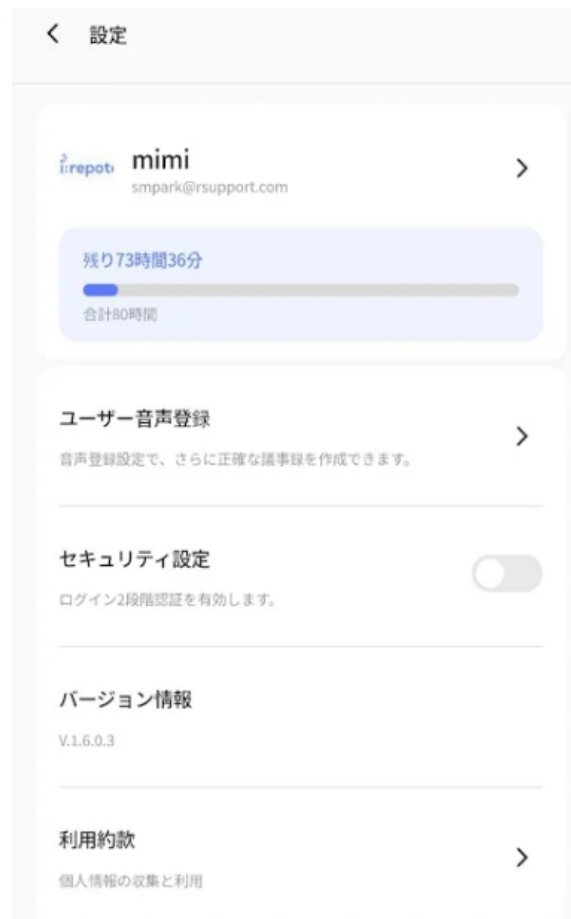 設定
mimi
smpark@rsupport.com
残り73時間36分
合計80時間
ユーザー音声登録
音声登録設定で、さらに正確な議事録を作成できます。
セキュリティ設定
ログイン2段階認証を有効します。
バージョン情報
V.1.6.0.3
利用約款
個人情報の収集と利用